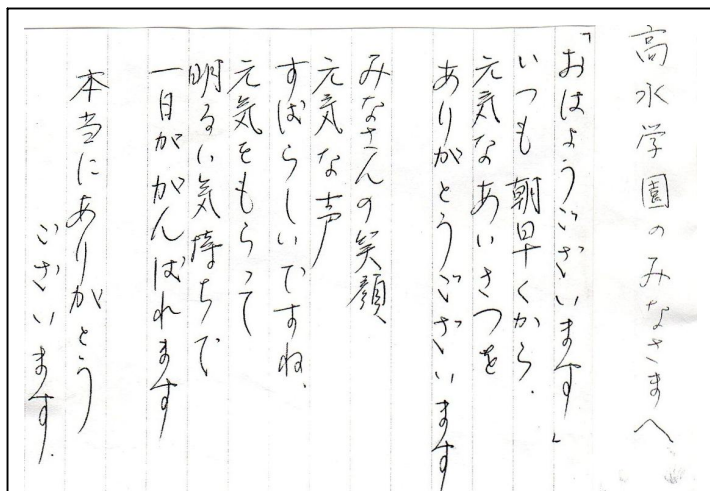 高水学園のみなさまへ
「おはようございます」
いつも朝早くから、
元気なあいさつを
ありがとうございます
みなさんの笑顔
元気な声
すばらしいですね、
元気をもらって
明るい気持ちで
一日ががんばれます
本当にありがとう
ございます。